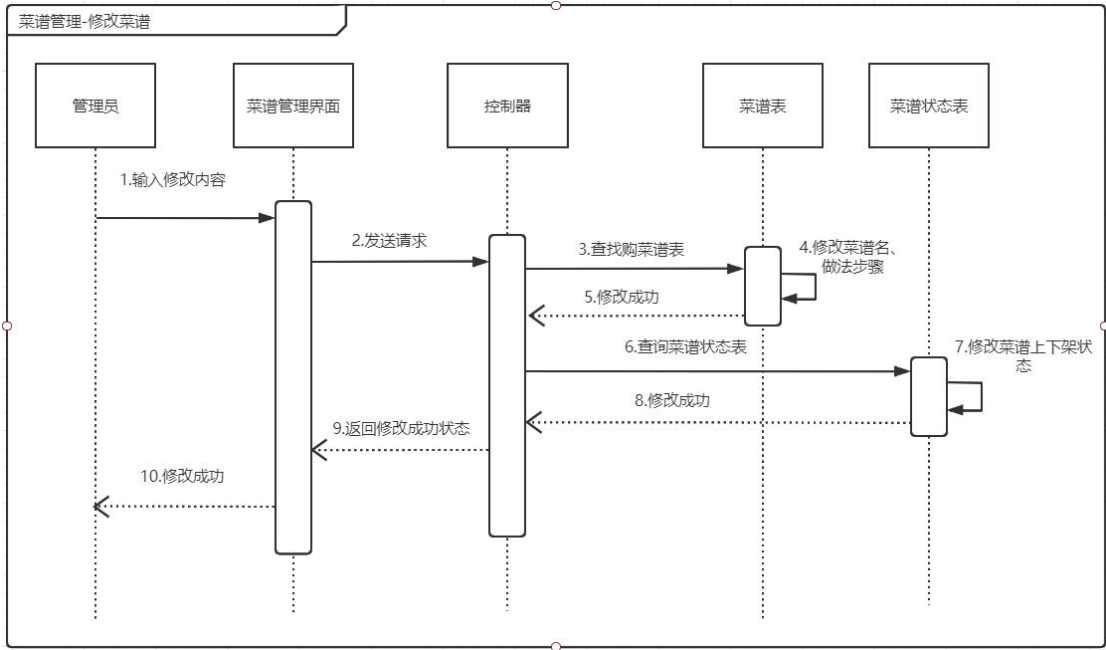 菜谱管理-修改菜谱
管理员
菜谱管理界面
控制器
菜谱表
菜谱状态表
1.输入修改内容
2.发送请求
3.查找购菜谱表
4.修改菜谱名、
做法步骤
5.修改成功
6.查询菜谱状态表
7.修改菜谱上下架状
态
8.修改成功
9.返回修改成功状态
10.修改成功